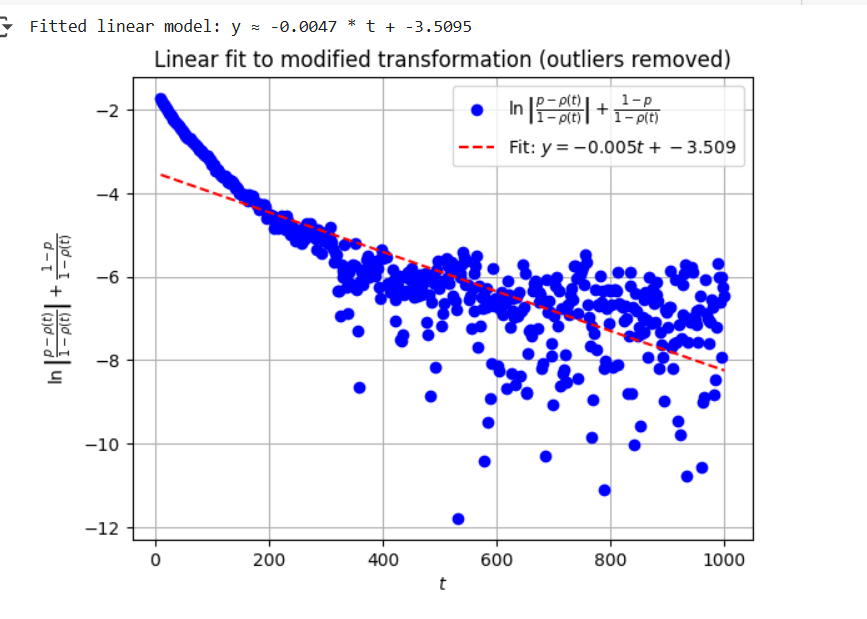 Fitted linear model: y ≈ -0.0047 * t + -3.5095
Linear fit to modified transformation (outliers removed)
ln |p − ρ(t) / 1 − ρ(t)| + 1 − p / 1 − ρ(t)
Fit: y = −0.005t + − 3.509
ln |p − ρ(t) / 1 − ρ(t)| + 1 − p / 1 − ρ(t)
−2
−4
−6
−8
−10
−12
0 200 400 600 800 1000
t